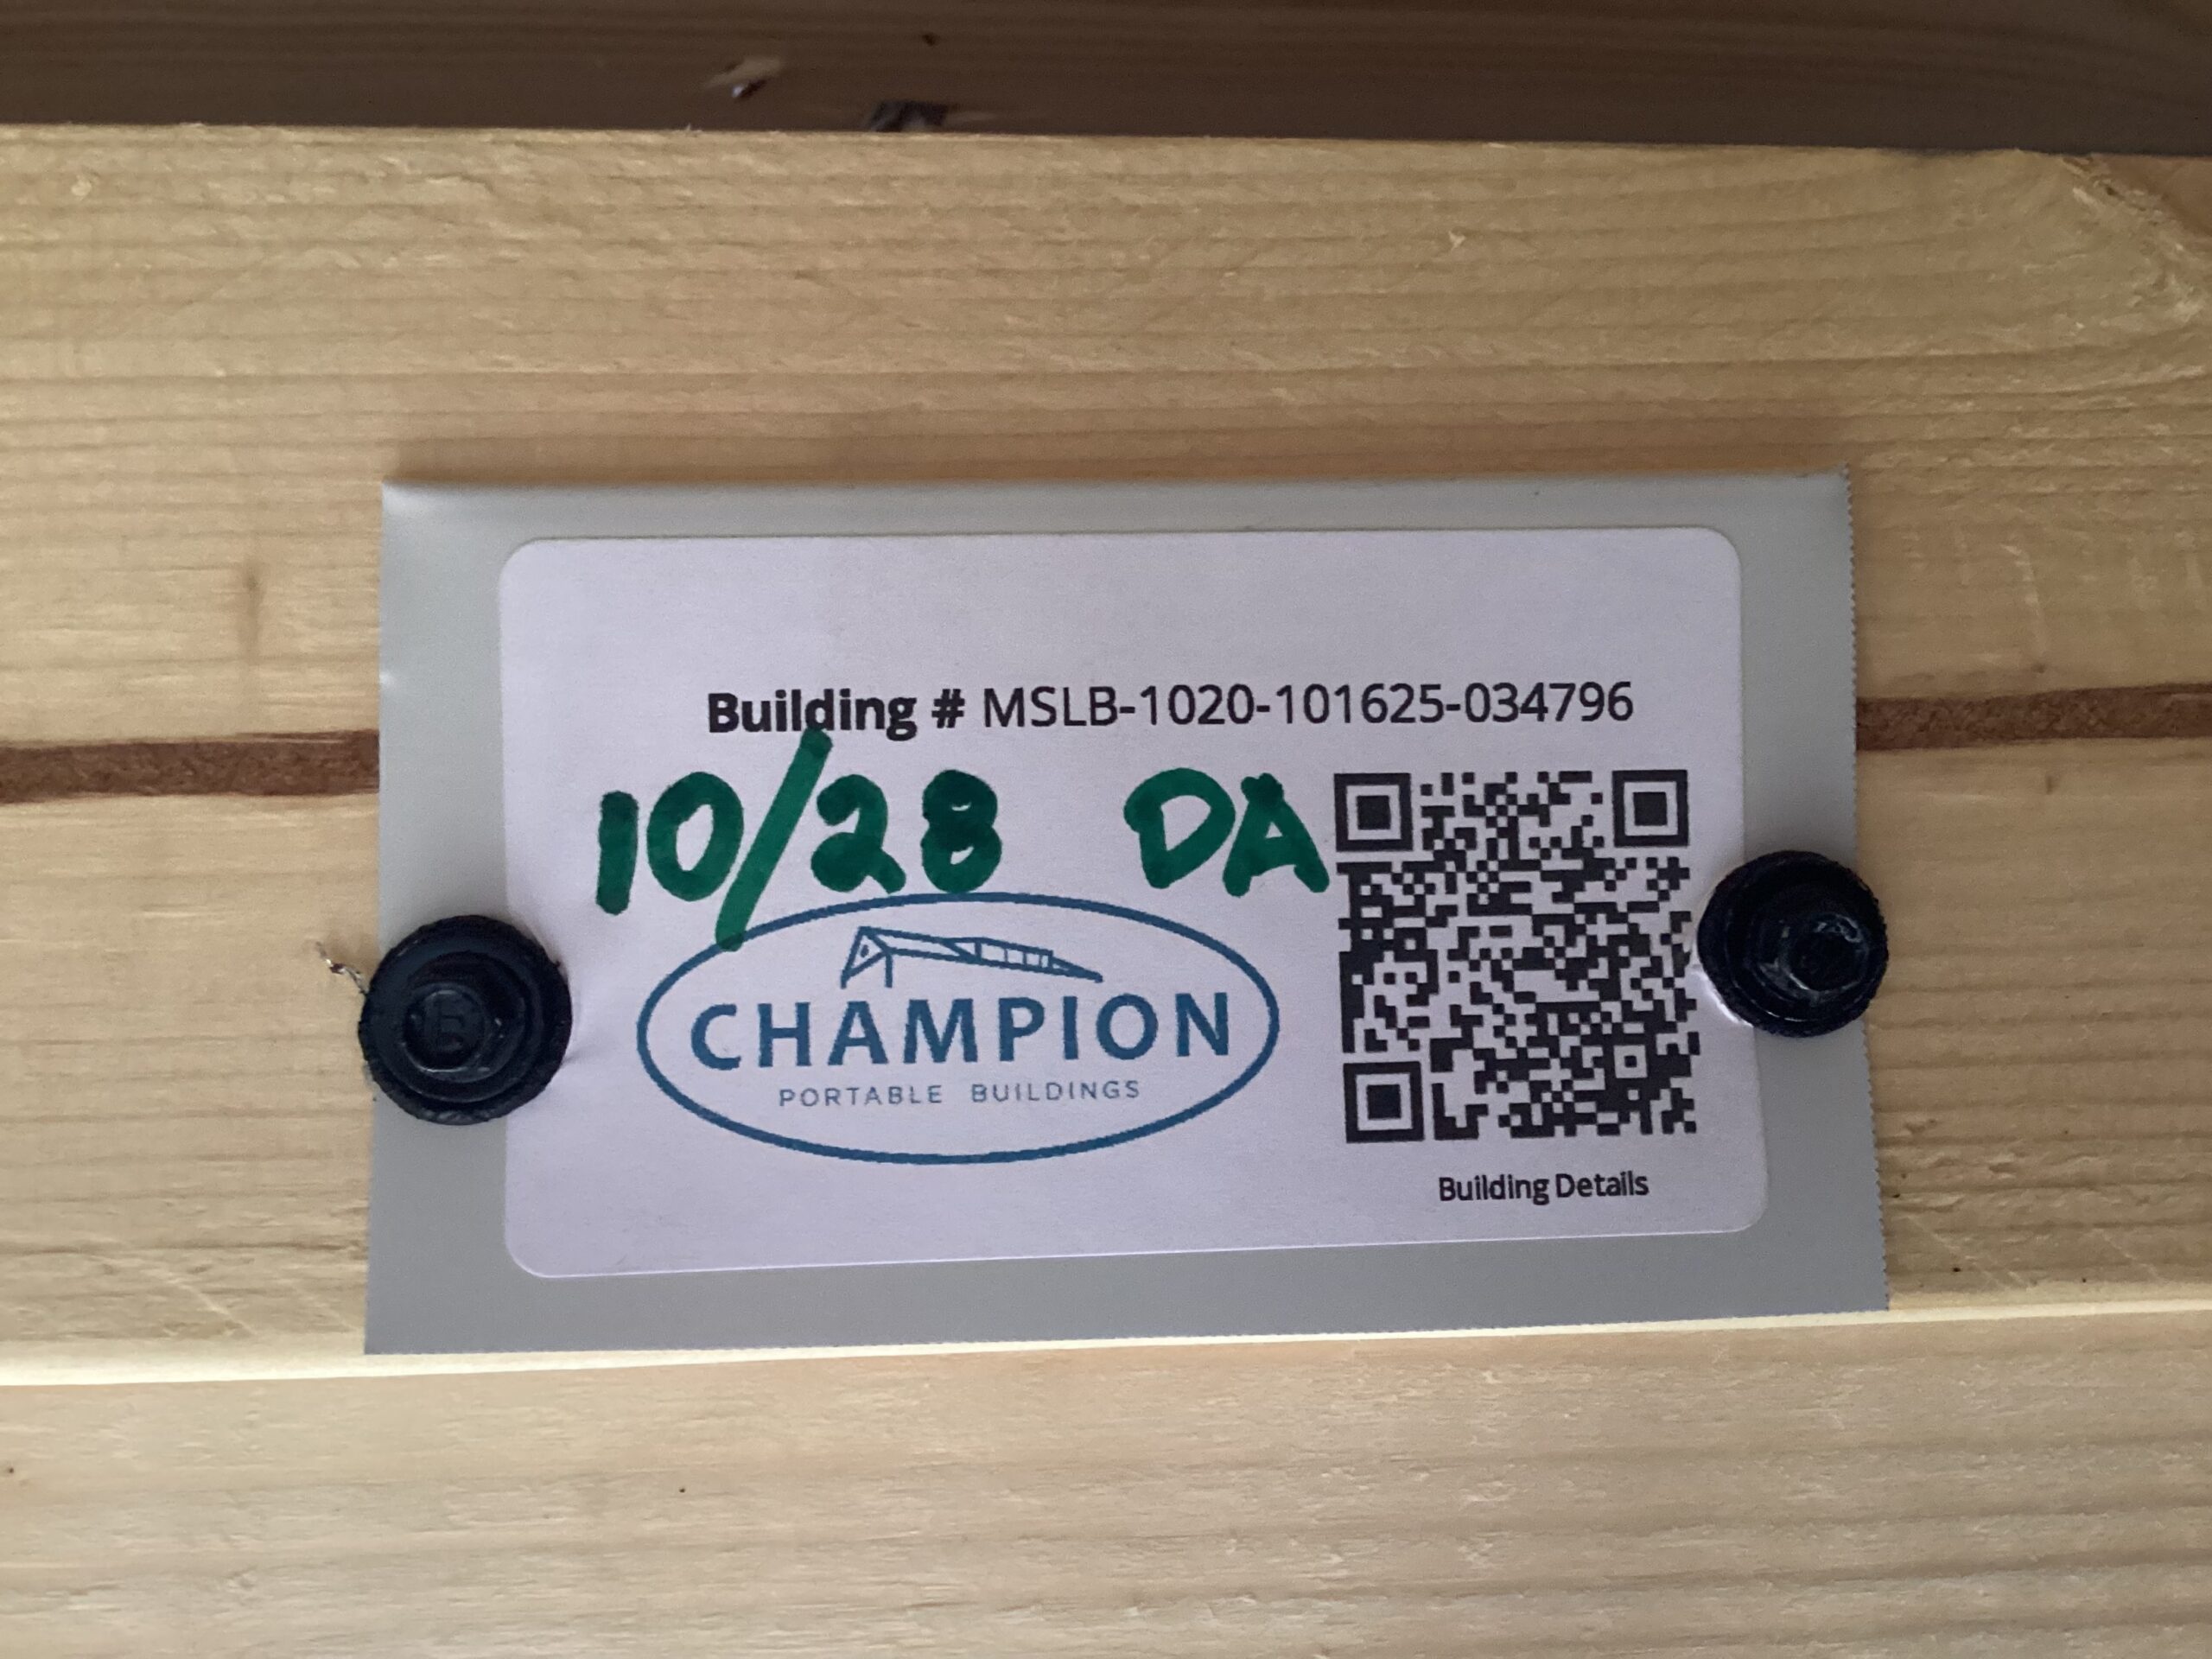 Building # MSLB-1020-101625-034796
10/28 DA
CHAMPION
PORTABLE BUILDINGS
Building Details